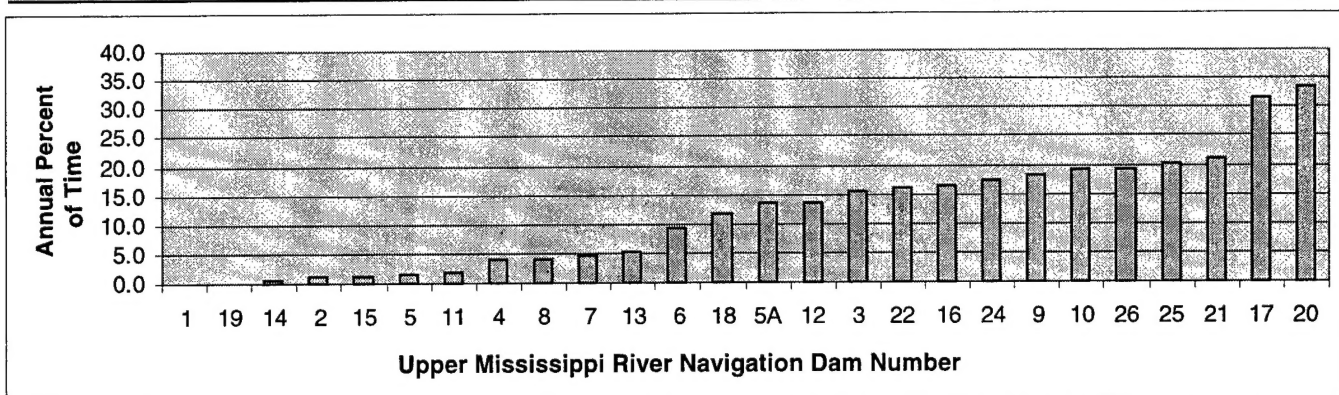 40.0
35.0
30.0
25.0
20.0
15.0
10.0
5.0
0.0
Annual Percent
of Time
1 19 14 2 15 5 11 4 8 7 13 6 18 5A 12 3 22 16 24 9 10 26 25 21 17 20
Upper Mississippi River Navigation Dam Number